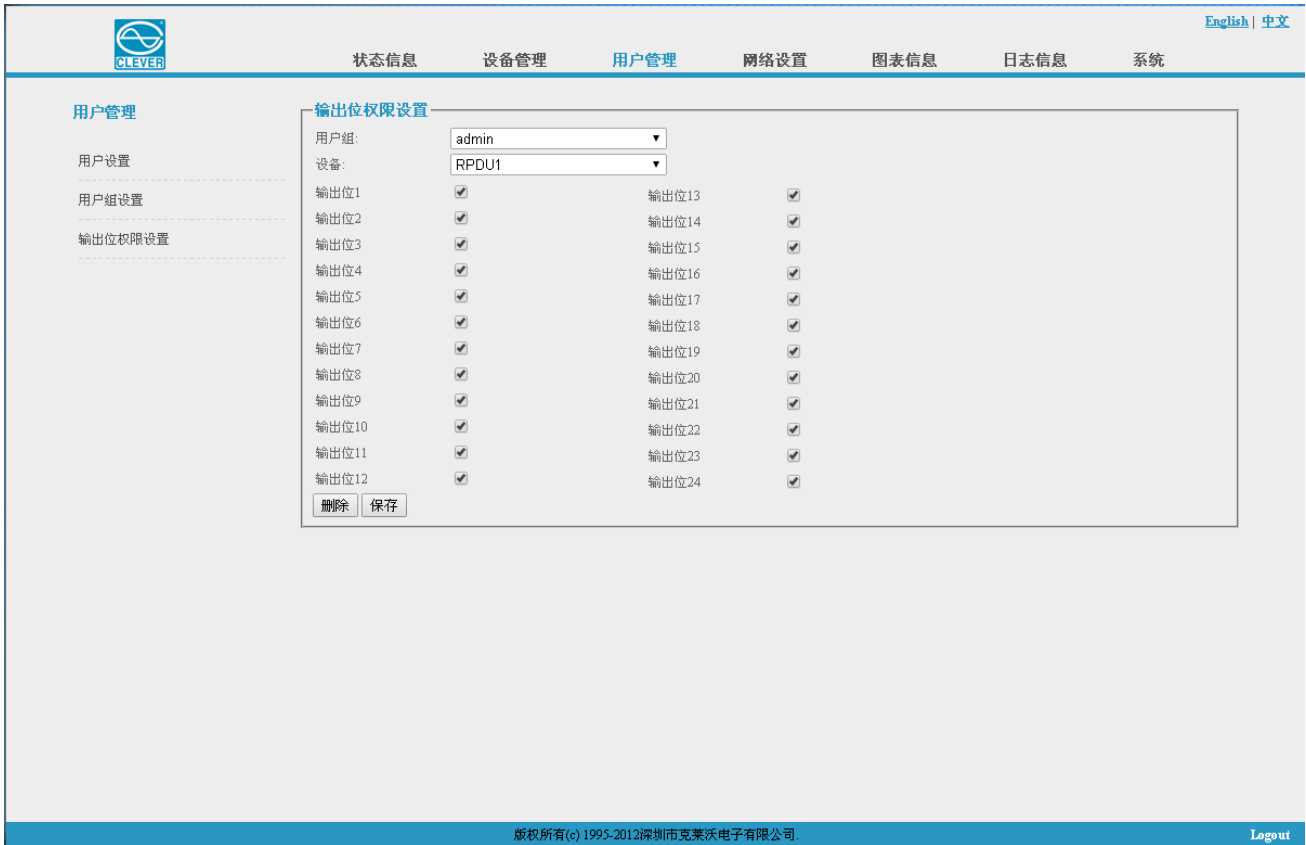 English | 中文
CLEVER
状态信息 设备管理 用户管理 网络设置 图表信息 日志信息 系统
用户管理
用户设置
用户组设置
输出位权限设置
输出位权限设置
用户组: admin
设备: RPDU1
输出位1 输出位13
输出位2 输出位14
输出位3 输出位15
输出位4 输出位16
输出位5 输出位17
输出位6 输出位18
输出位7 输出位19
输出位8 输出位20
输出位9 输出位21
输出位10 输出位22
输出位11 输出位23
输出位12 输出位24
删除 保存
版权所有(c) 1995-2012深圳市克莱沃电子有限公司.
Logout